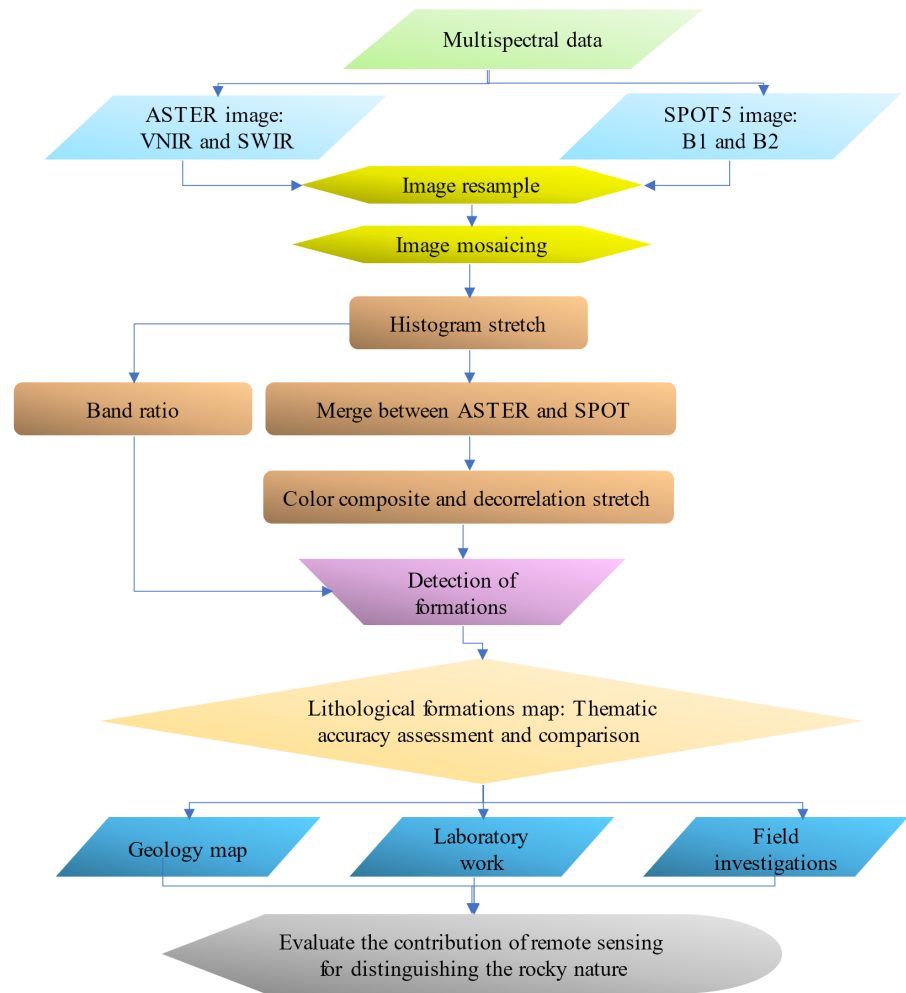 Multispectral data
ASTER image:
VNIR and SWIR
SPOT5 image:
B1 and B2
Image resample
Image mosaicing
Histogram stretch
Band ratio
Merge between ASTER and SPOT
Color composite and decorrelation stretch
Detection of
formations
Lithological formations map: Thematic
accuracy assessment and comparison
Geology map
Laboratory
work
Field
investigations
Evaluate the contribution of remote sensing
for distinguishing the rocky nature